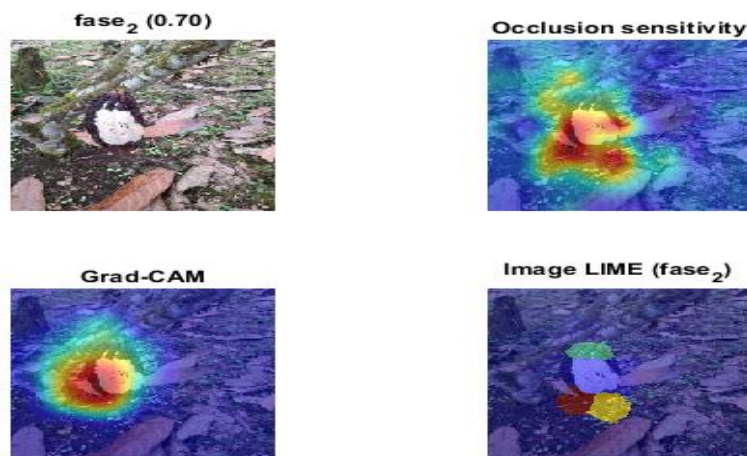 fase₂ (0.70)
Occlusion sensitivity
Grad-CAM
Image LIME (fase₂)